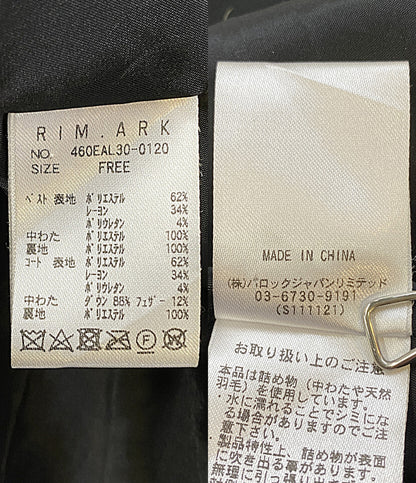 RIM.ARK
NO. 460EAL30-0120
SIZE FREE
ベスト 表地 ポリエステル 62%
レーヨン 34%
ポリウレタン 4%
中わた ポリエステル 100%
裏地 ポリエステル 100%
コート 表地 ポリエステル 62%
レーヨン 34%
ポリウレタン 4%
中わた ダウン 88% フェザー 12%
裏地 ポリエステル 100%
MADE IN CHINA
(株)バロックジャパンリミテッド
03-6730-9191
(S111121)
お取り扱い上のご注意
本品は詰め物(中わたや天然
羽毛)を使用しています。
・水に濡れることでシミにな
る場合がありますのでご注
意下さい。
製品特性上、詰め物が表面
に吹き出る事があります。
無理に引っ張り出